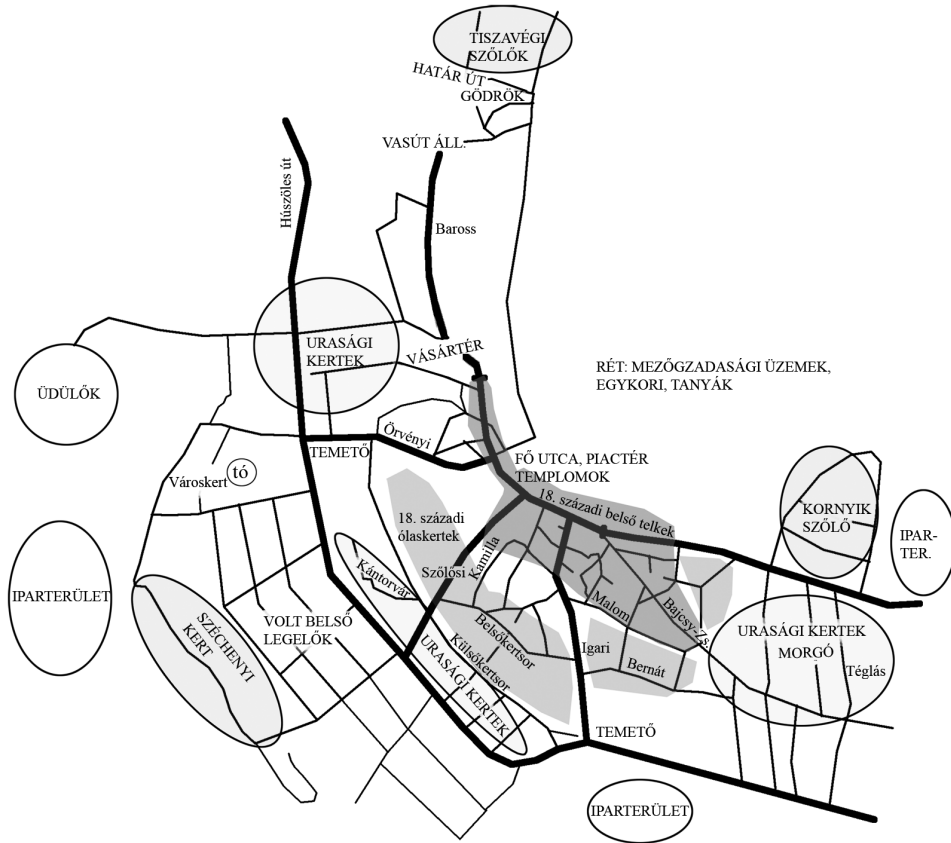 TISZAVÉGI
SZŐLŐK
HATÁR ÚT
GÖDRÖK
VASÚT ÁLL.
Húszöles út
Baross
URASÁGI
KERTEK
VÁSÁRTÉR
RÉT: MEZŐGZADASÁGI ÜZEMEK,
EGYKORI, TANYÁK
ÜDÜLŐK
Örvényi
TEMETŐ
FŐ UTCA, PIACTÉR
TEMPLOMOK
Városkert
tó
18. századi belső telkek
KORNYIK
SZŐLŐ
18. századi
ólaskertek
IPAR-
TER.
Szőlősi
Kamilla
Kántorvár
IPARTERÜLET
SZÉCHENYI
KERT
VOLT BELSŐ
LEGELŐK
Malom
Bajcsy-Zs.
URASÁGI KERTEK
MORGÓ
Téglás
Belsőkertsor
Külsőkertsor
Igari
Bernát
URASÁGI KERTEK
TEMETŐ
IPARTERÜLET